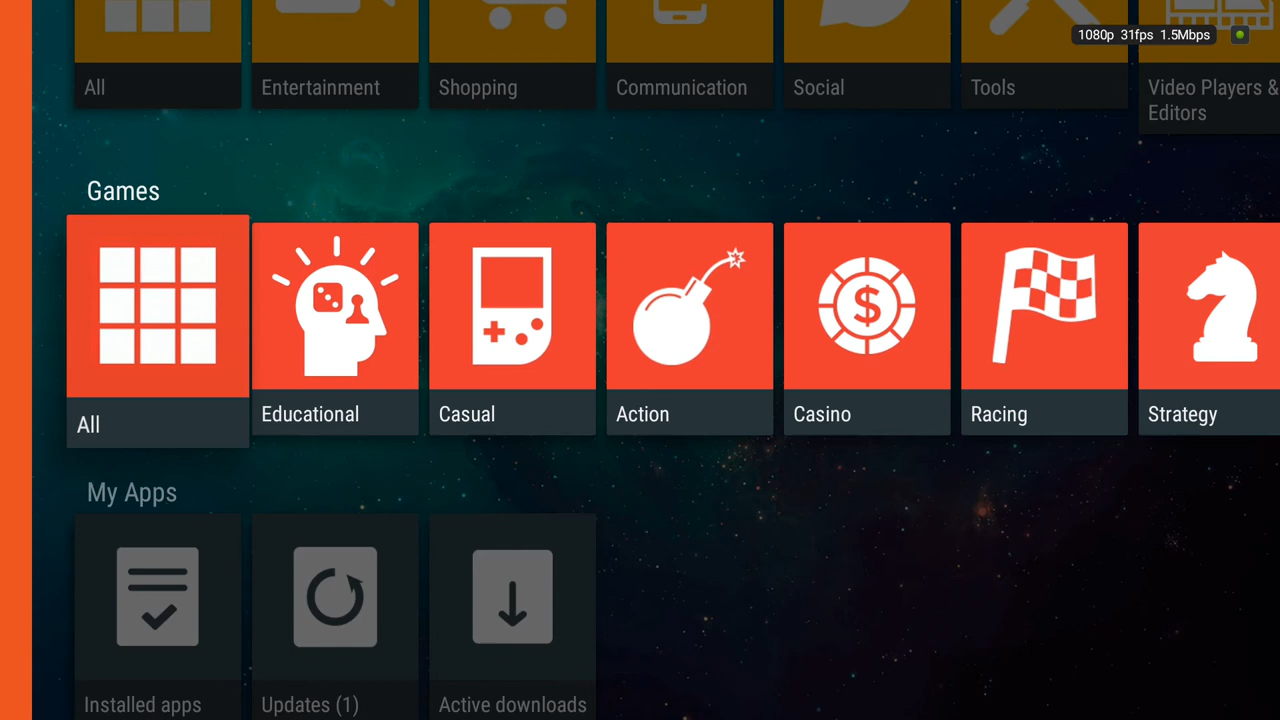 1080p 31fps 1.5Mbps
All
Entertainment
Shopping
Communication
Social
Tools
Video Players &
Editors
Games
All
Educational
Casual
Action
Casino
Racing
Strategy
My Apps
Installed apps
Updates (1)
Active downloads